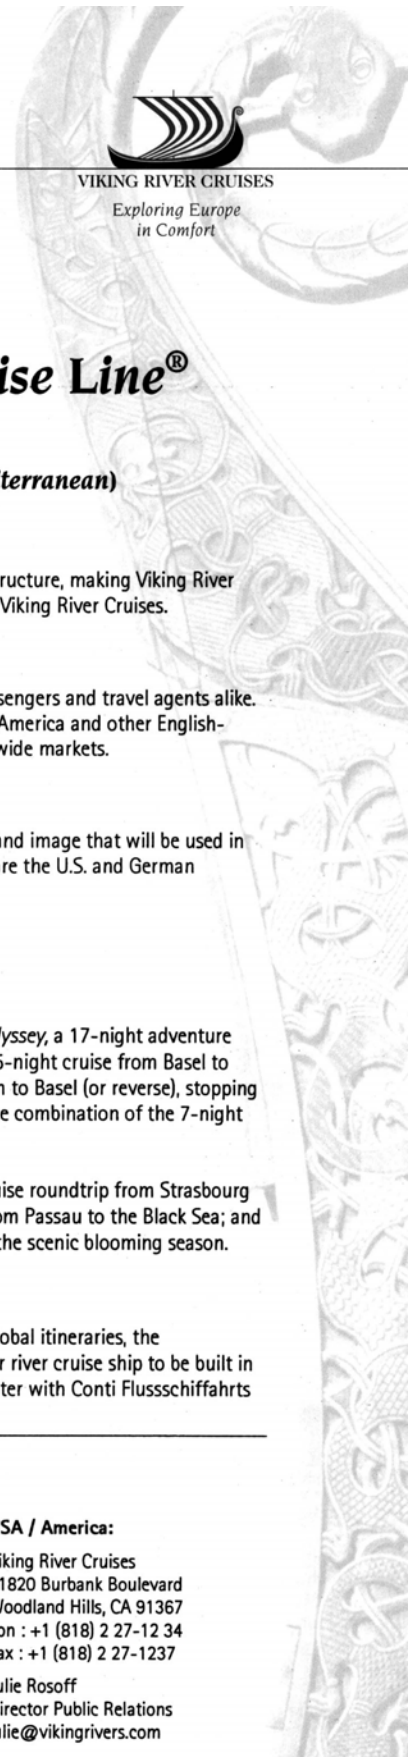 VIKING RIVER CRUISES
Exploring Europe
in Comfort
ise Line®
terranean)
ructure, making Viking River
Viking River Cruises.
sengers and travel agents alike.
America and other English-
wide markets.
and image that will be used in
re the U.S. and German
yssey, a 17-night adventure
6-night cruise from Basel to
n to Basel (or reverse), stopping
e combination of the 7-night
ise roundtrip from Strasbourg
om Passau to the Black Sea; and
the scenic blooming season.
obal itineraries, the
r river cruise ship to be built in
ter with Conti Flussschiffahrts
SA / America:
iking River Cruises
1820 Burbank Boulevard
oodland Hills, CA 91367
on : +1 (818) 2 27-12 34
ax : +1 (818) 2 27-1237
ulie Rosoff
irector Public Relations
ulie@vikingrivers.com